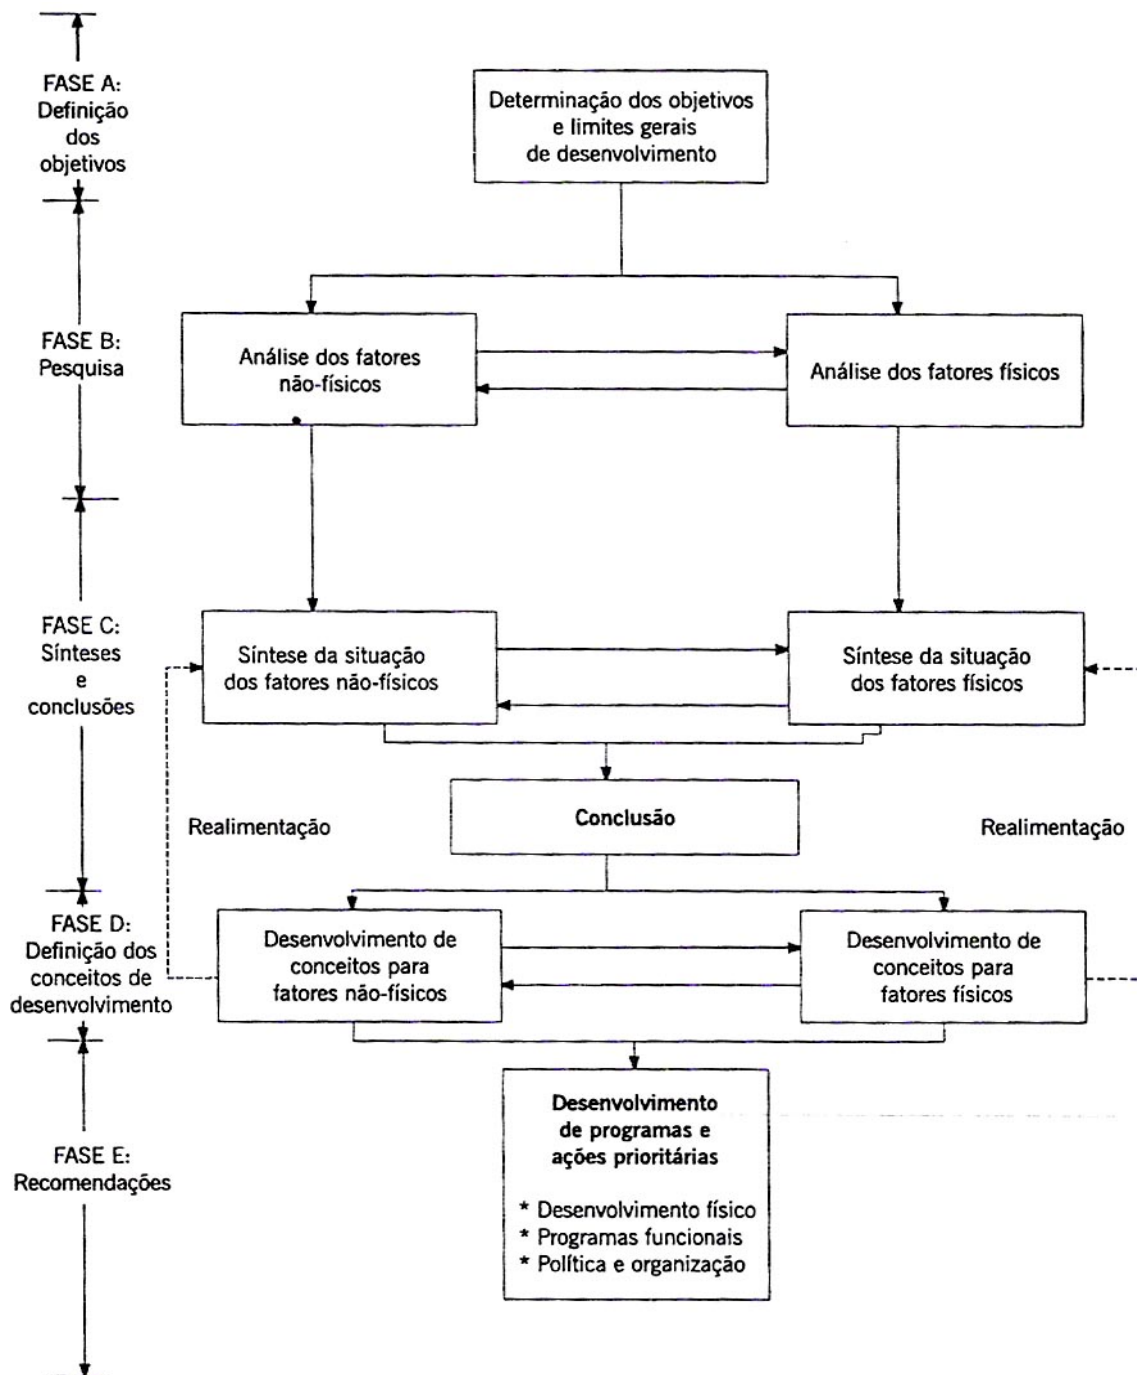 FASE A:
Definição
dos
objetivos
Determinação dos objetivos
e limites gerais
de desenvolvimento
FASE B:
Pesquisa
Análise dos fatores
não-físicos
Análise dos fatores físicos
FASE C:
Sínteses
e
conclusões
Síntese da situação
dos fatores não-físicos
Síntese da situação
dos fatores físicos
Conclusão
Realimentação
Realimentação
FASE D:
Definição dos
conceitos de
desenvolvimento
Desenvolvimento de
conceitos para
fatores não-físicos
Desenvolvimento de
conceitos para
fatores físicos
FASE E:
Recomendações
Desenvolvimento
de programas e
ações prioritárias
* Desenvolvimento físico
* Programas funcionais
* Política e organização